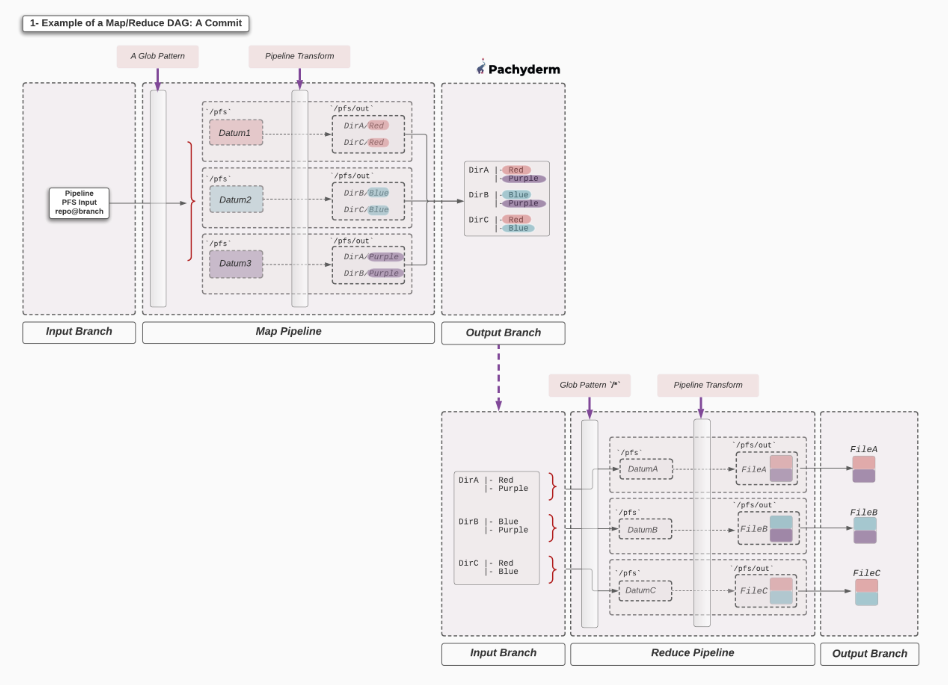 1- Example of a Map/Reduce DAG: A Commit
A Glob Pattern
Pipeline Transform
Pachyderm
Pipeline
PFS Input
repo@branch
`/pfs`
Datum1
`/pfs/out`
DirA/Red
DirC/Red
`/pfs`
Datum2
`/pfs/out`
DirB/Blue
DirC/Blue
`/pfs`
Datum3
`/pfs/out`
DirA/Purple
DirB/Purple
DirA |-Red
|-Purple
DirB |-Blue
|-Purple
DirC |-Red
|-Blue
Input Branch
Map Pipeline
Output Branch
Glob Pattern `/*`
Pipeline Transform
DirA |- Red
|- Purple
DirB |- Blue
|- Purple
DirC |- Red
|- Blue
`/pfs`
DatumA
`/pfs/out`
FileA
FileA
`/pfs`
DatumB
`/pfs/out`
FileB
FileB
`/pfs`
DatumC
`/pfs/out`
FileC
FileC
Input Branch
Reduce Pipeline
Output Branch